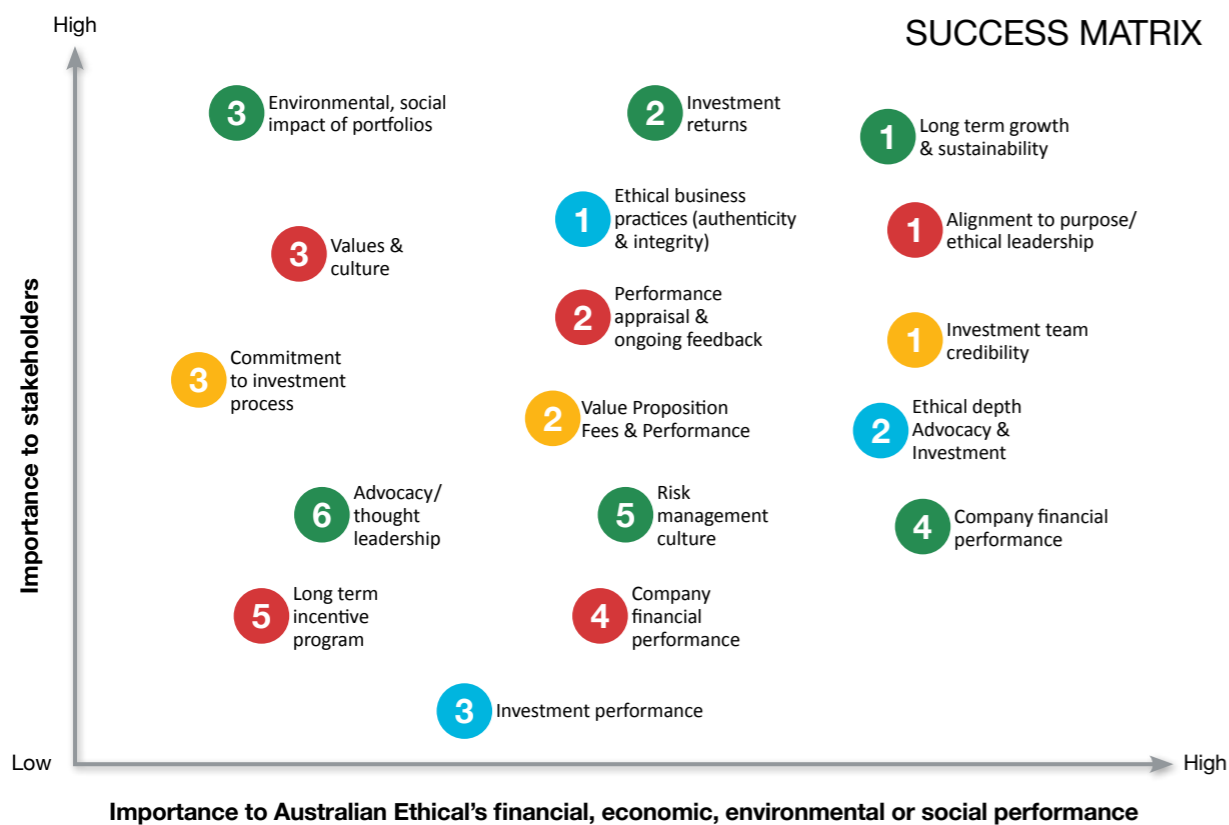 SUCCESS MATRIX
High
Importance to stakeholders
3
Environmental, social
impact of portfolios
2
Investment
returns
1
Long term growth
& sustainability
1
Ethical business
practices (authenticity
& integrity)
1
Alignment to purpose/
ethical leadership
3
Values &
culture
2
Performance
appraisal &
ongoing feedback
1
Investment team
credibility
3
Commitment
to investment
process
2
Value Proposition
Fees & Performance
2
Ethical depth
Advocacy &
Investment
6
Advocacy/
thought
leadership
5
Risk
management
culture
4
Company financial
performance
5
Long term
incentive
program
4
Company
financial
performance
3
Investment performance
Low
High
Importance to Australian Ethical's financial, economic, environmental or social performance